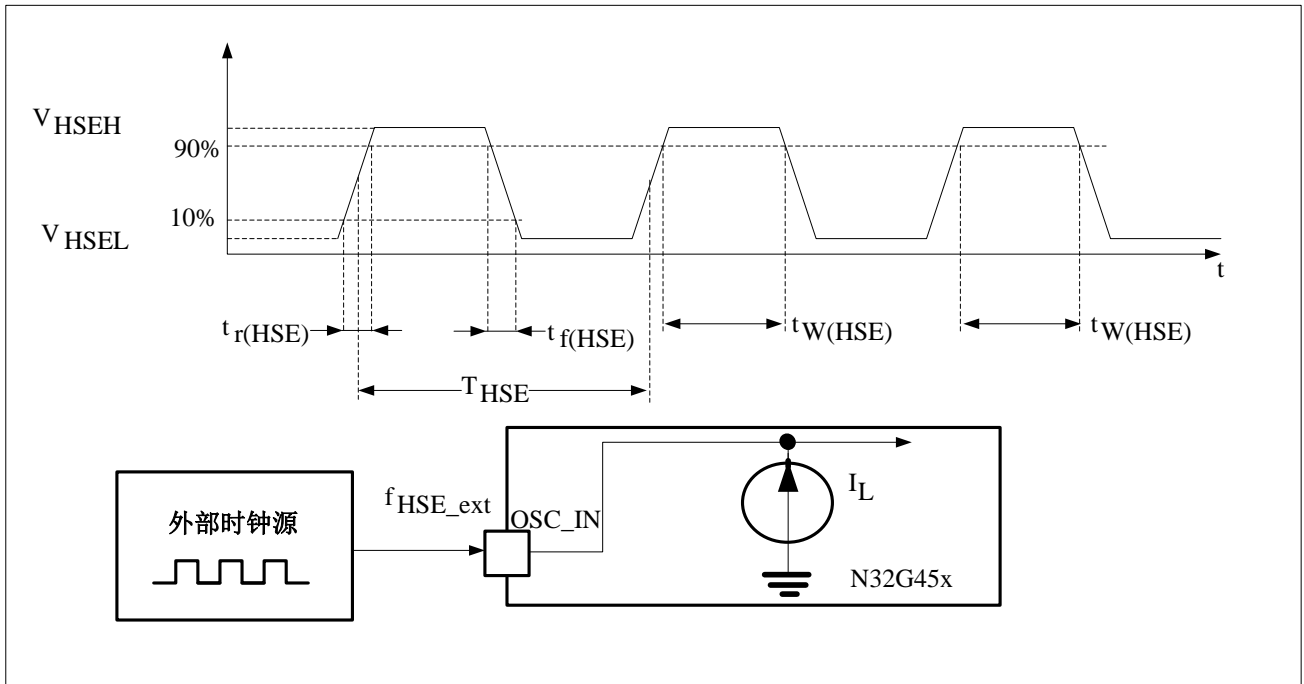 V HSEH
90%
10%
V HSEL
t
t r(HSE)
t f(HSE)
t W(HSE)
t W(HSE)
T HSE
外部时钟源
f HSE_ext
OSC_IN
I L
N32G45x